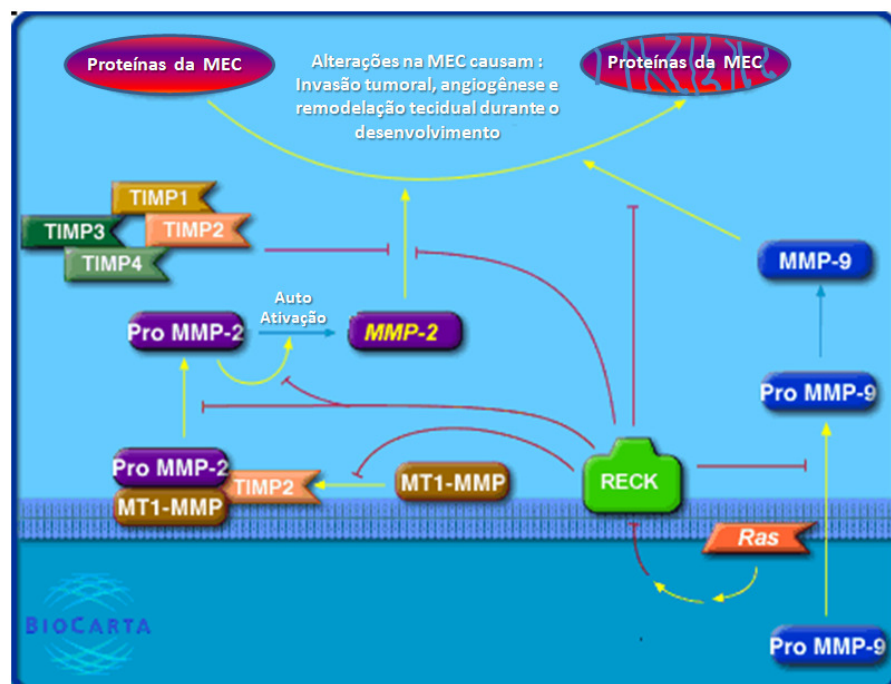 Proteínas da MEC
Alterações na MEC causam :
Invasão tumoral, angiogênese e
remodelação tecidual durante o
desenvolvimento
Proteínas da MEC
TIMP1
TIMP3
TIMP2
TIMP4
MMP-9
Auto
Ativação
Pro MMP-2
MMP-2
Pro MMP-9
Pro MMP-2
TIMP2
MT1-MMP
MT1-MMP
RECK
Ras
BIOCARTA
Pro MMP-9